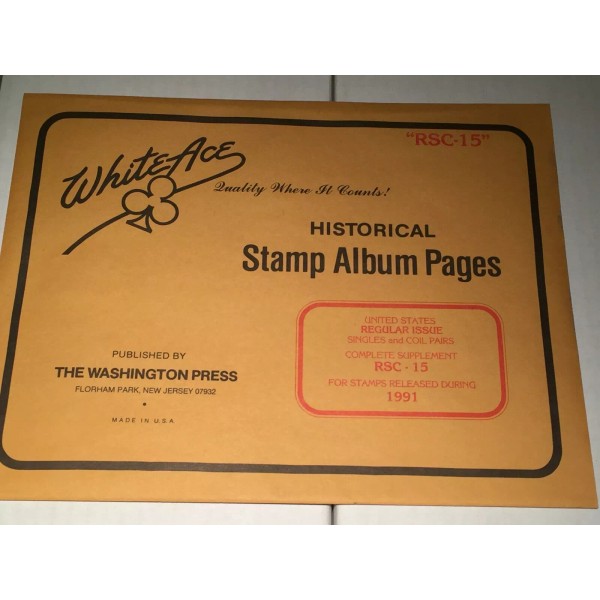 "RSC-15"
White Ace
Quality Where It Counts!
HISTORICAL
Stamp Album Pages
UNITED STATES
REGULAR ISSUE
SINGLES and COIL PAIRS
COMPLETE SUPPLEMENT
RSC - 15
FOR STAMPS RELEASED DURING
1991
PUBLISHED BY
THE WASHINGTON PRESS
FLORHAM PARK, NEW JERSEY 07932
MADE IN U.S.A